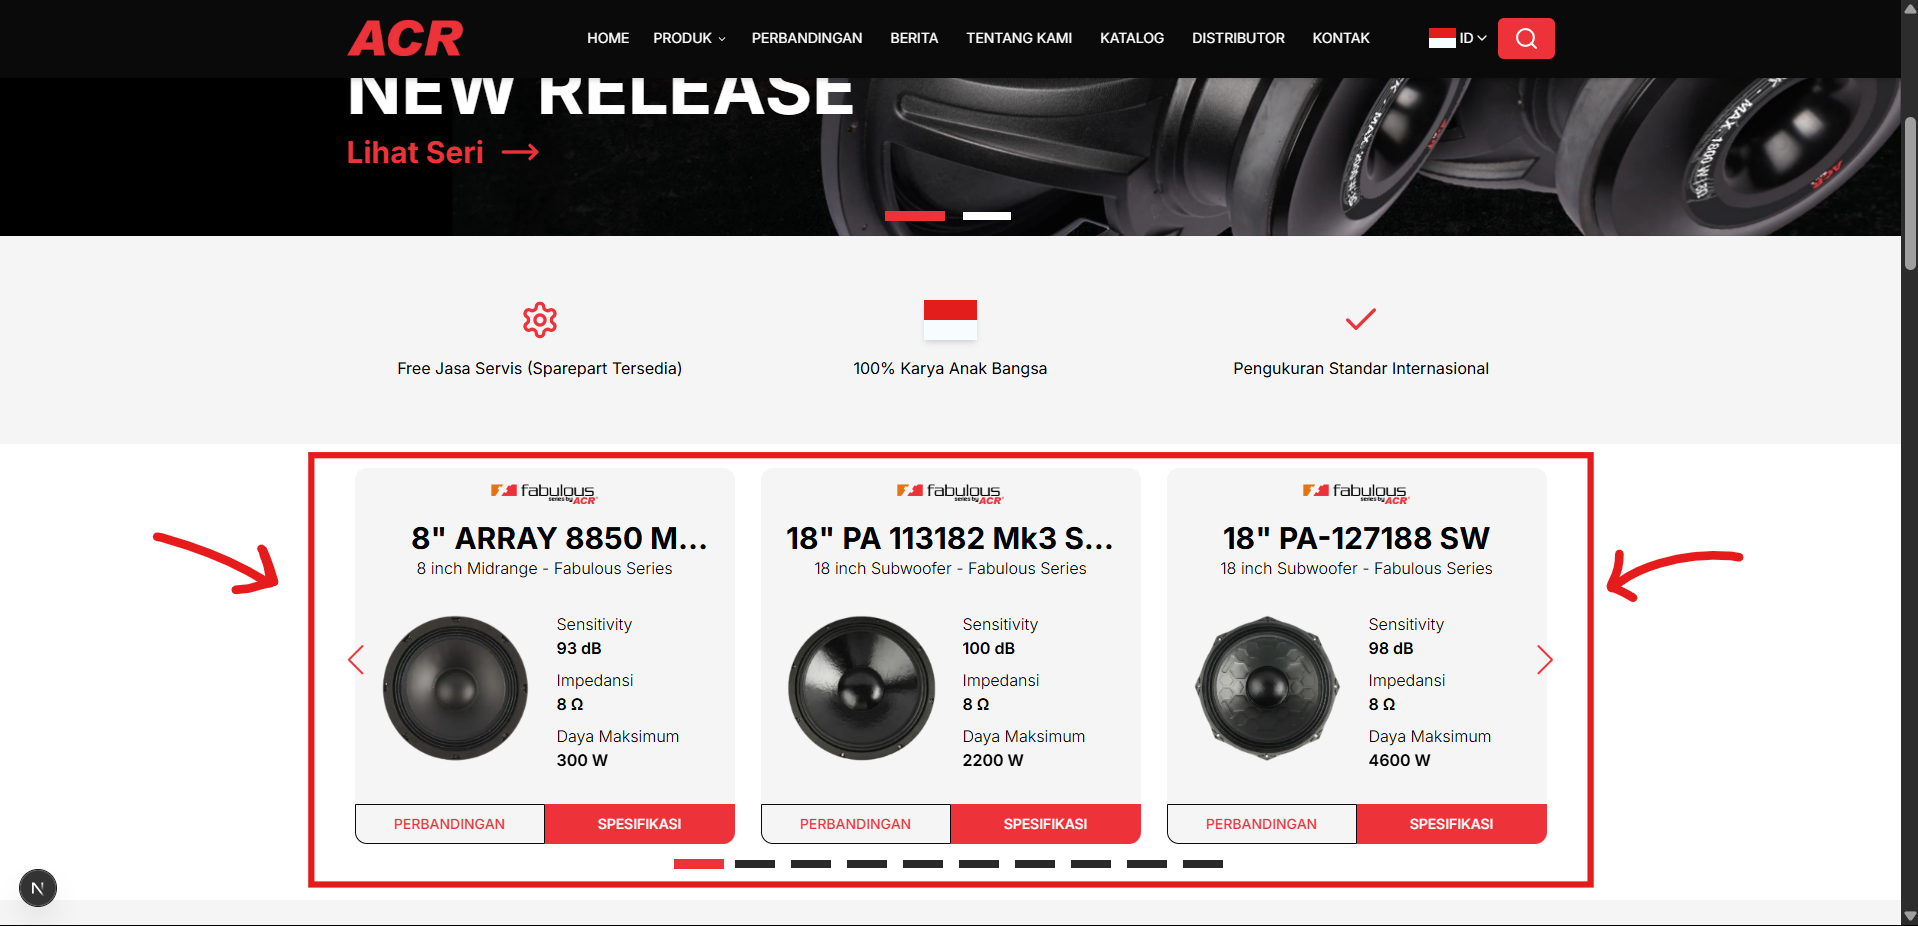 ACR
HOME
PRODUK
PERBANDINGAN
BERITA
TENTANG KAMI
KATALOG
DISTRIBUTOR
KONTAK
ID
NEW RELEASE
Lihat Seri
ACR
Free Jasa Servis (Sparepart Tersedia)
100% Karya Anak Bangsa
Pengukuran Standar Internasional
fabulous
series by ACR
8" ARRAY 8850 M...
8 inch Midrange - Fabulous Series
Sensitivity
93 dB
Impedansi
8 Ω
Daya Maksimum
300 W
PERBANDINGAN
SPESIFIKASI
fabulous
series by ACR
18" PA 113182 Mk3 S...
18 inch Subwoofer - Fabulous Series
Sensitivity
100 dB
Impedansi
8 Ω
Daya Maksimum
2200 W
PERBANDINGAN
SPESIFIKASI
fabulous
series by ACR
18" PA-127188 SW
18 inch Subwoofer - Fabulous Series
Sensitivity
98 dB
Impedansi
8 Ω
Daya Maksimum
4600 W
PERBANDINGAN
SPESIFIKASI
N